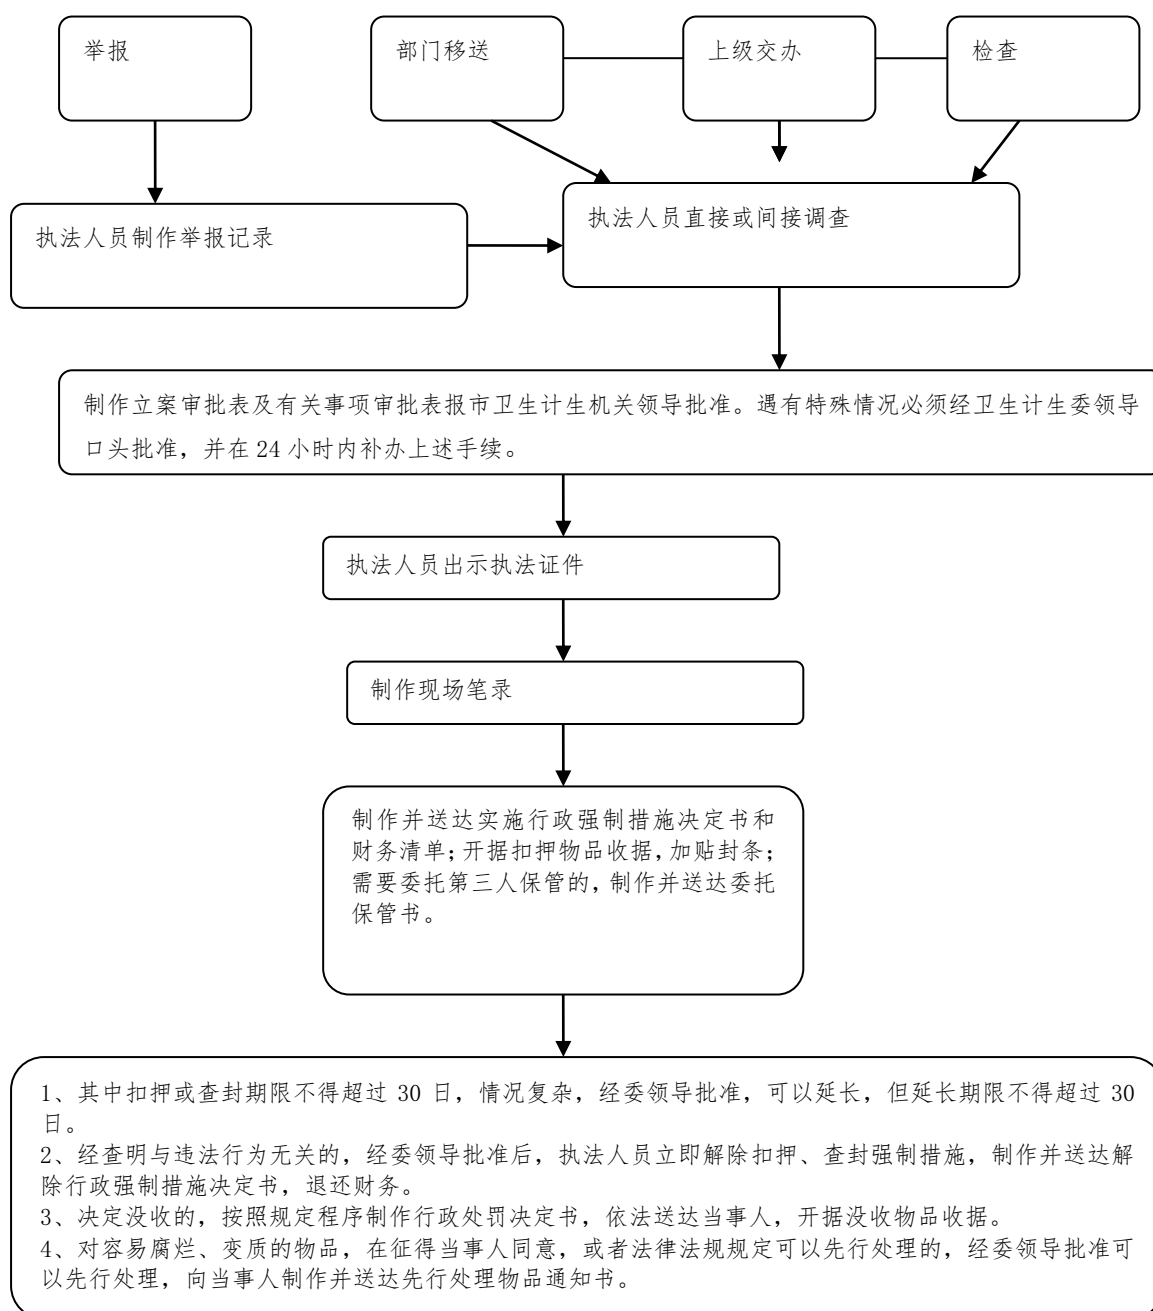 举报
部门移送
上级交办
检查
执法人员制作举报记录
执法人员直接或间接调查
制作立案审批表及有关事项审批表报市卫生计生机关领导批准。遇有特殊情况必须经卫生计生委领导
口头批准，并在 24 小时内补办上述手续。
执法人员出示执法证件
制作现场笔录
制作并送达实施行政强制措施决定书和
财务清单；开据扣押物品收据，加贴封条；
需要委托第三人保管的，制作并送达委托
保管书。
1、其中扣押或查封期限不得超过 30 日，情况复杂，经委领导批准，可以延长，但延长期限不得超过 30
日。
2、经查明与违法行为无关的，经委领导批准后，执法人员立即解除扣押、查封强制措施，制作并送达解
除行政强制措施决定书，退还财务。
3、决定没收的，按照规定程序制作行政处罚决定书，依法送达当事人，开据没收物品收据。
4、对容易腐烂、变质的物品，在征得当事人同意，或者法律法规规定可以先行处理的，经委领导批准可
以先行处理，向当事人制作并送达先行处理物品通知书。